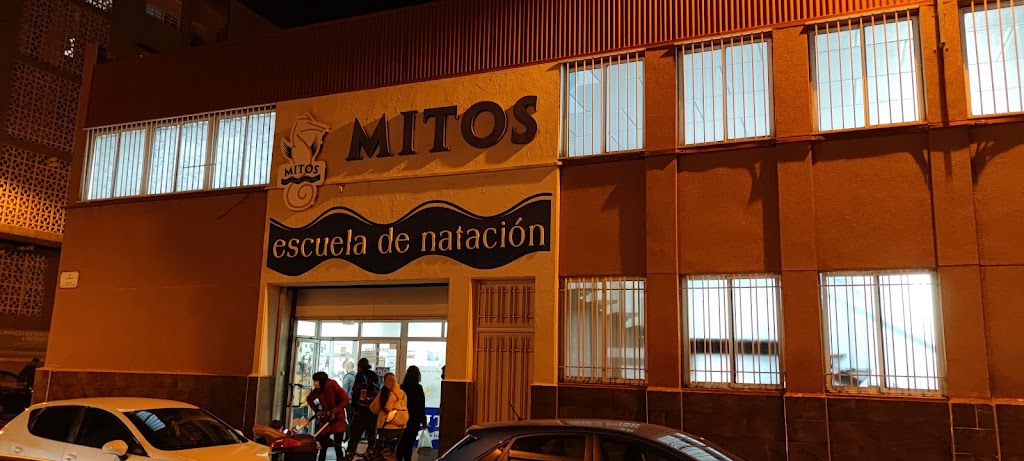 MITOS
MITOS
escuela de natación